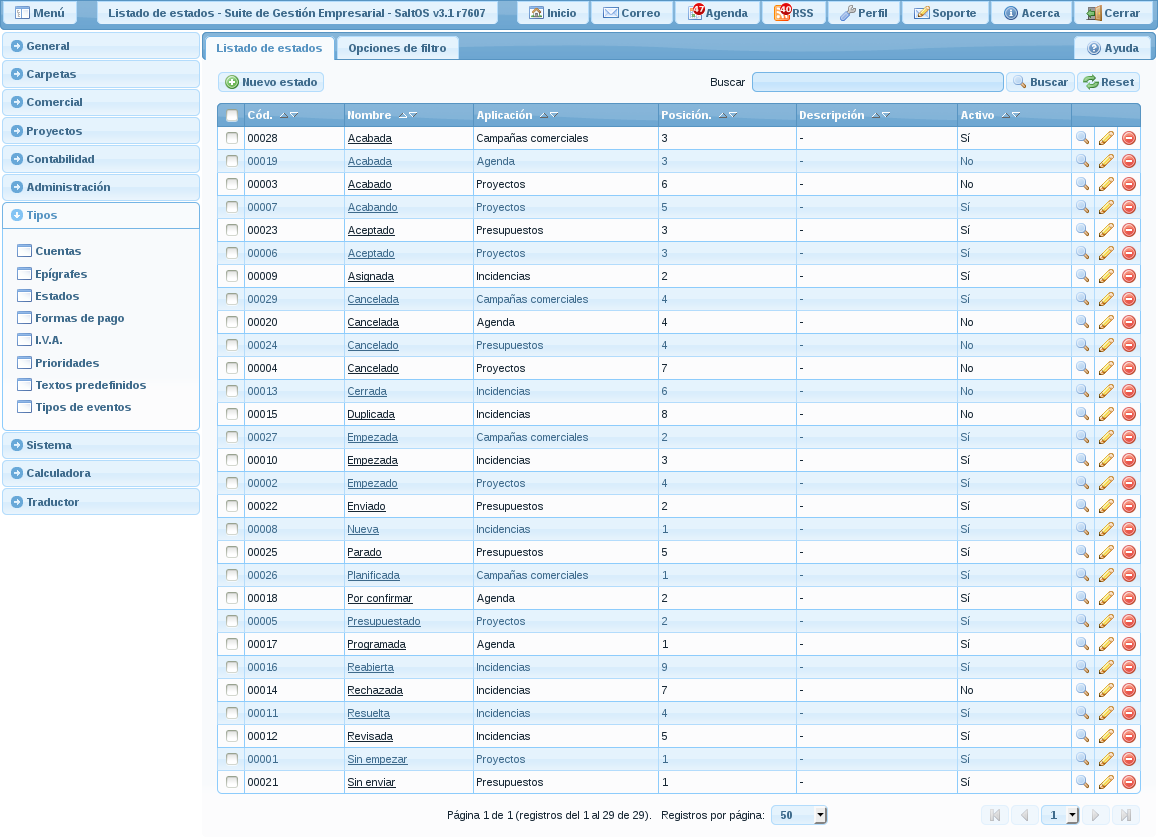 Menú Listado de estados - Suite de Gestión Empresarial - SaltOS v3.1 r7607 Inicio Correo 47 Agenda 40 RSS Perfil Soporte Acerca Cerrar
General
Carpetas
Comercial
Proyectos
Contabilidad
Administración
Tipos
Cuentas
Epígrafes
Estados
Formas de pago
I.V.A.
Prioridades
Textos predefinidos
Tipos de eventos
Sistema
Calculadora
Traductor
Listado de estados Opciones de filtro Ayuda
Nuevo estado Buscar Buscar Reset
Cód. Nombre Aplicación Posición. Descripción Activo
00028 Acabada Campañas comerciales 3 - Sí
00019 Acabada Agenda 3 - No
00003 Acabado Proyectos 6 - No
00007 Acabando Proyectos 5 - Sí
00023 Aceptado Presupuestos 3 - Sí
00006 Aceptado Proyectos 3 - Sí
00009 Asignada Incidencias 2 - Sí
00029 Cancelada Campañas comerciales 4 - Sí
00020 Cancelada Agenda 4 - No
00024 Cancelado Presupuestos 4 - No
00004 Cancelado Proyectos 7 - No
00013 Cerrada Incidencias 6 - No
00015 Duplicada Incidencias 8 - No
00027 Empezada Campañas comerciales 2 - Sí
00010 Empezada Incidencias 3 - Sí
00002 Empezado Proyectos 4 - Sí
00022 Enviado Presupuestos 2 - Sí
00008 Nueva Incidencias 1 - Sí
00025 Parado Presupuestos 5 - Sí
00026 Planificada Campañas comerciales 1 - Sí
00018 Por confirmar Agenda 2 - Sí
00005 Presupuestado Proyectos 2 - Sí
00017 Programada Agenda 1 - Sí
00016 Reabierta Incidencias 9 - Sí
00014 Rechazada Incidencias 7 - No
00011 Resuelta Incidencias 4 - Sí
00012 Revisada Incidencias 5 - Sí
00001 Sin empezar Proyectos 1 - Sí
00021 Sin enviar Presupuestos 1 - Sí
Página 1 de 1 (registros del 1 al 29 de 29). Registros por página: 50 1